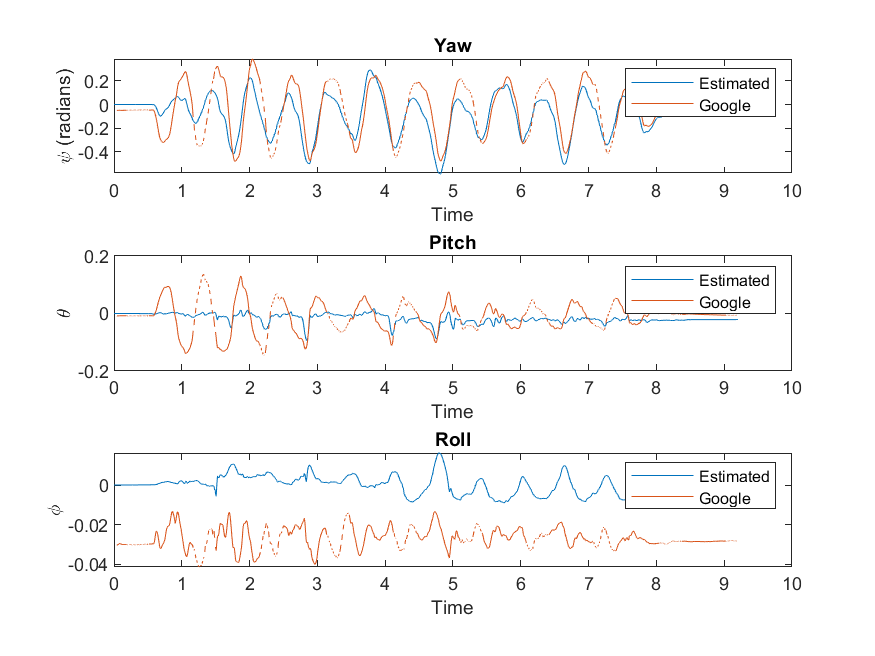 Yaw
ψ (radians)
0.2
0
-0.2
-0.4
0 1 2 3 4 5 6 7 8 9 10
Time
Estimated
Google
Pitch
θ
0.2
0
-0.2
0 1 2 3 4 5 6 7 8 9 10
Time
Estimated
Google
Roll
ϕ
0
-0.02
-0.04
0 1 2 3 4 5 6 7 8 9 10
Time
Estimated
Google